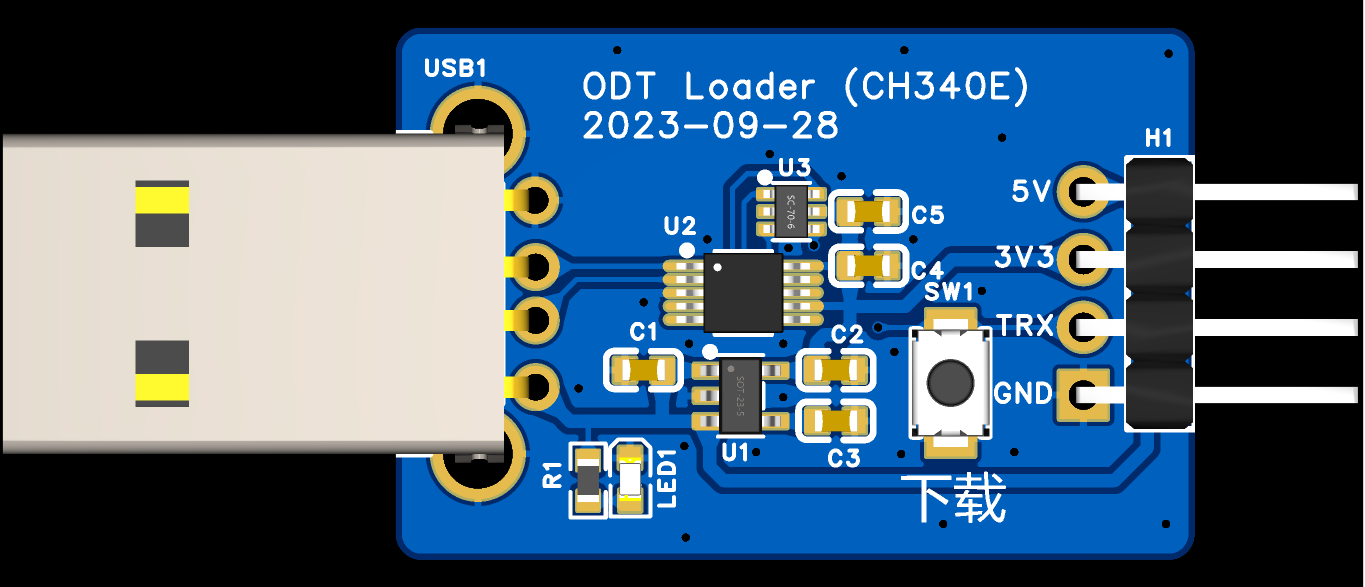 USB1
ODT Loader (CH340E)
2023-09-28
H1
U3
SC-70-6
5V
C5
U2
3V3
C4
SW1
TRX
C1
C2
SOT-23-5
GND
U1
C3
R1
LED1
下载